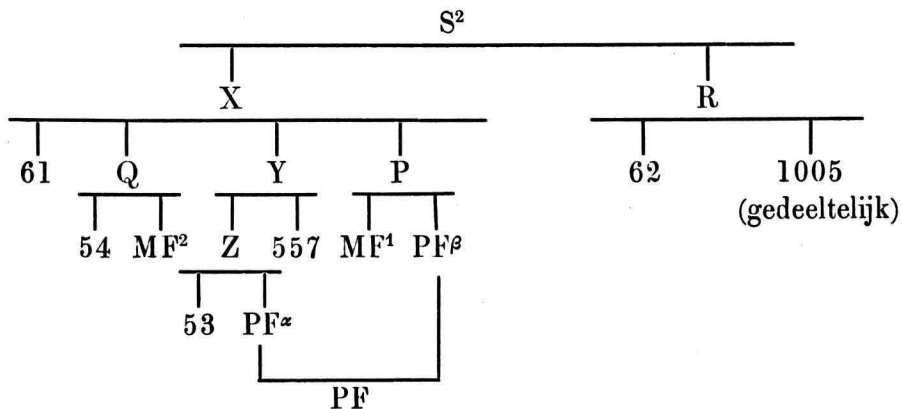 S²
X R
61 Q Y P 62 1005
(gedeeltelijk)
54 MF² Z 557 MF¹ PFᵝ
53 PFᵅ
PF